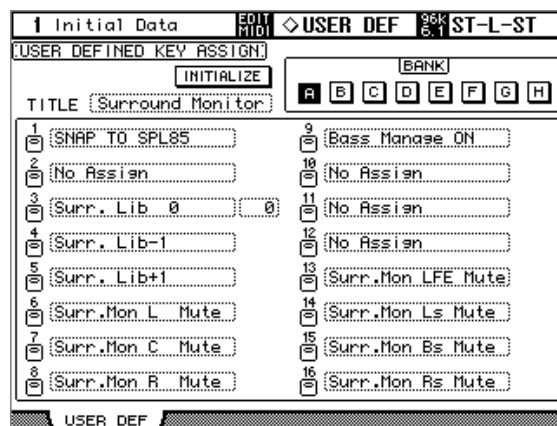 1 Initial Data EDIT MIDI ◇USER DEF 96k 6.1 ST-L-ST
USER DEFINED KEY ASSIGN
INITIALIZE
BANK
A B C D E F G H
TITLE Surround Monitor
1 SNAP TO SPL85
2 No Assign
3 Surr. Lib 0 0
4 Surr. Lib-1
5 Surr. Lib+1
6 Surr.Mon L Mute
7 Surr.Mon C Mute
8 Surr.Mon R Mute
9 Bass Manage ON
10 No Assign
11 No Assign
12 No Assign
13 Surr.Mon LFE Mute
14 Surr.Mon Ls Mute
15 Surr.Mon Bs Mute
16 Surr.Mon Rs Mute
USER DEF